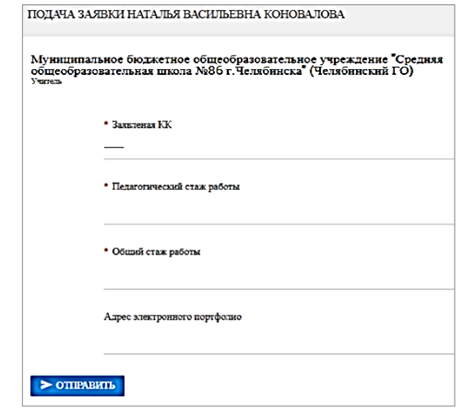 ПОДАЧА ЗАЯВКИ НАТАЛЬЯ ВАСИЛЬЕВНА КОНОВАЛОВА
Муниципальное бюджетное общеобразовательное учреждение "Средняя
общеобразовательная школа №86 г.Челябинска" (Челябинский ГО)
Учитель
* Заявленая КК
* Педагогический стаж работы
* Общий стаж работы
Адрес электронного портфолио
ОТПРАВИТЬ